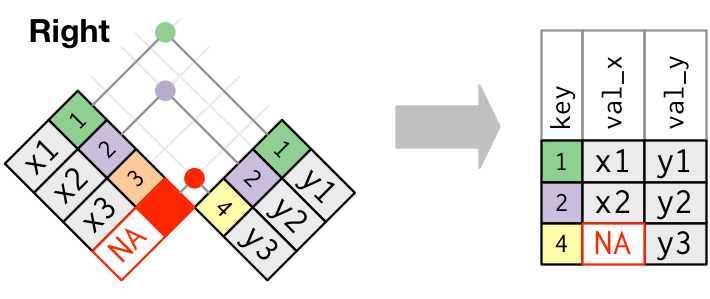 Right
1 x1
2 x2
3 x3
NA
1 y1
2 y2
4 y3
key val_x val_y
1 x1 y1
2 x2 y2
4 NA y3